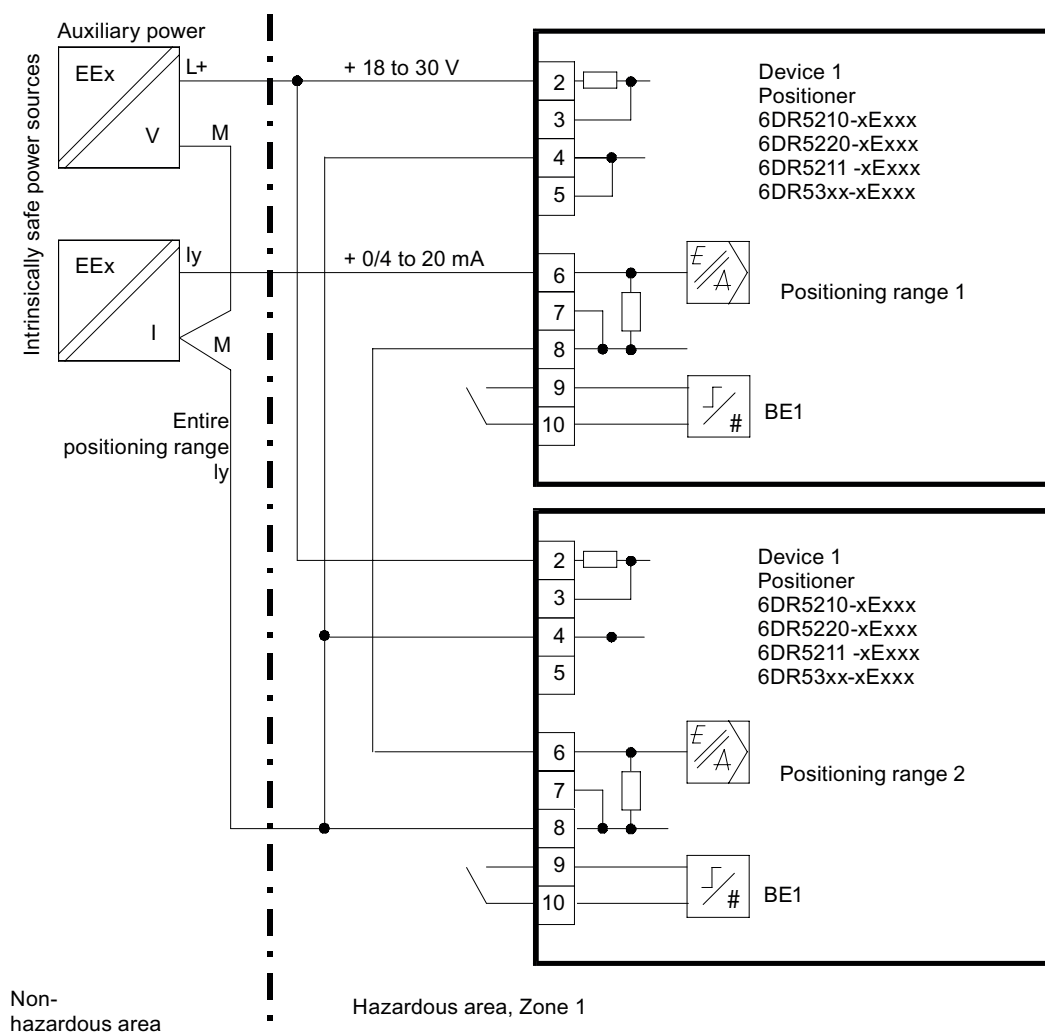 Auxiliary power
Intrinsically safe power sources
EEx
V
L+
M
+ 18 to 30 V
EEx
I
Iy
M
+ 0/4 to 20 mA
Entire
positioning range
Iy
2
3
4
5
6
7
8
9
10
Device 1
Positioner
6DR5210-xExxx
6DR5220-xExxx
6DR5211 -xExxx
6DR53xx-xExxx
E
A
Positioning range 1
#
BE1
2
3
4
5
6
7
8
9
10
Device 1
Positioner
6DR5210-xExxx
6DR5220-xExxx
6DR5211 -xExxx
6DR53xx-xExxx
E
A
Positioning range 2
#
BE1
Non-
hazardous area
Hazardous area, Zone 1